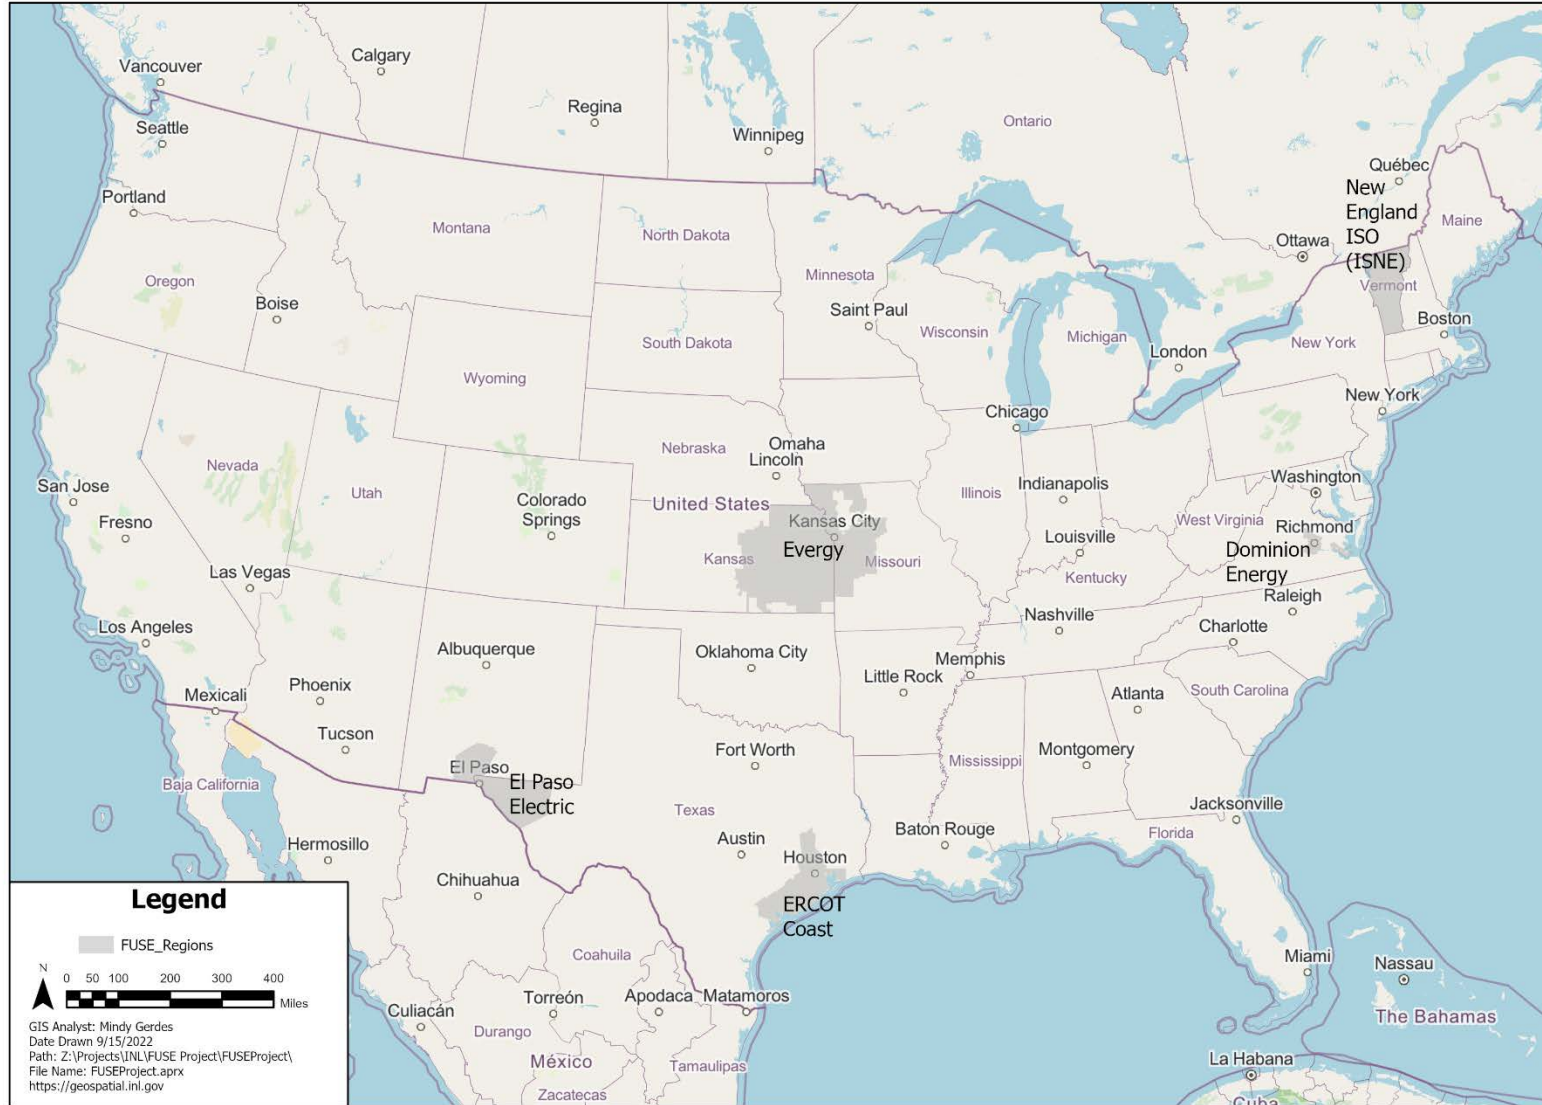 Calgary
Vancouver
Regina
Ontario
Seattle
Winnipeg
Québec
New
England
ISO
(ISNE)
Portland
Maine
Montana
North Dakota
Ottawa
Minnesota
Oregon
Vermont
Boise
Saint Paul
Boston
Wisconsin
Michigan
South Dakota
New York
London
Wyoming
New York
Chicago
Omaha
Lincoln
Nebraska
Nevada
Washington
San Jose
Utah
Colorado
Springs
United States
Illinois
Indianapolis
Fresno
Kansas City
West Virginia
Richmond
Louisville
Evergy
Dominion
Energy
Kansas
Missouri
Las Vegas
Kentucky
Raleigh
Nashville
Los Angeles
Charlotte
Albuquerque
Oklahoma City
Memphis
Little Rock
Phoenix
Mexicali
South Carolina
Atlanta
Tucson
Fort Worth
Montgomery
Mississippi
El Paso
El Paso
Electric
Baja California
Texas
Jacksonville
Baton Rouge
Florida
Austin
Hermosillo
Houston
Chihuahua
ERCOT
Coast
Coahuila
Miami
Nassau
Torreón
Apodaca
Matamoros
Culiacán
The Bahamas
Durango
México
Tamaulipas
La Habana
Zacatecas
Cuba
Legend
FUSE_Regions
N
0 50 100 200 300 400
Miles
GIS Analyst: Mindy Gerdes
Date Drawn 9/15/2022
Path: Z:\Projects\INL\FUSE Project\FUSEProject\
File Name: FUSEProject.aprx
https://geospatial.inl.gov